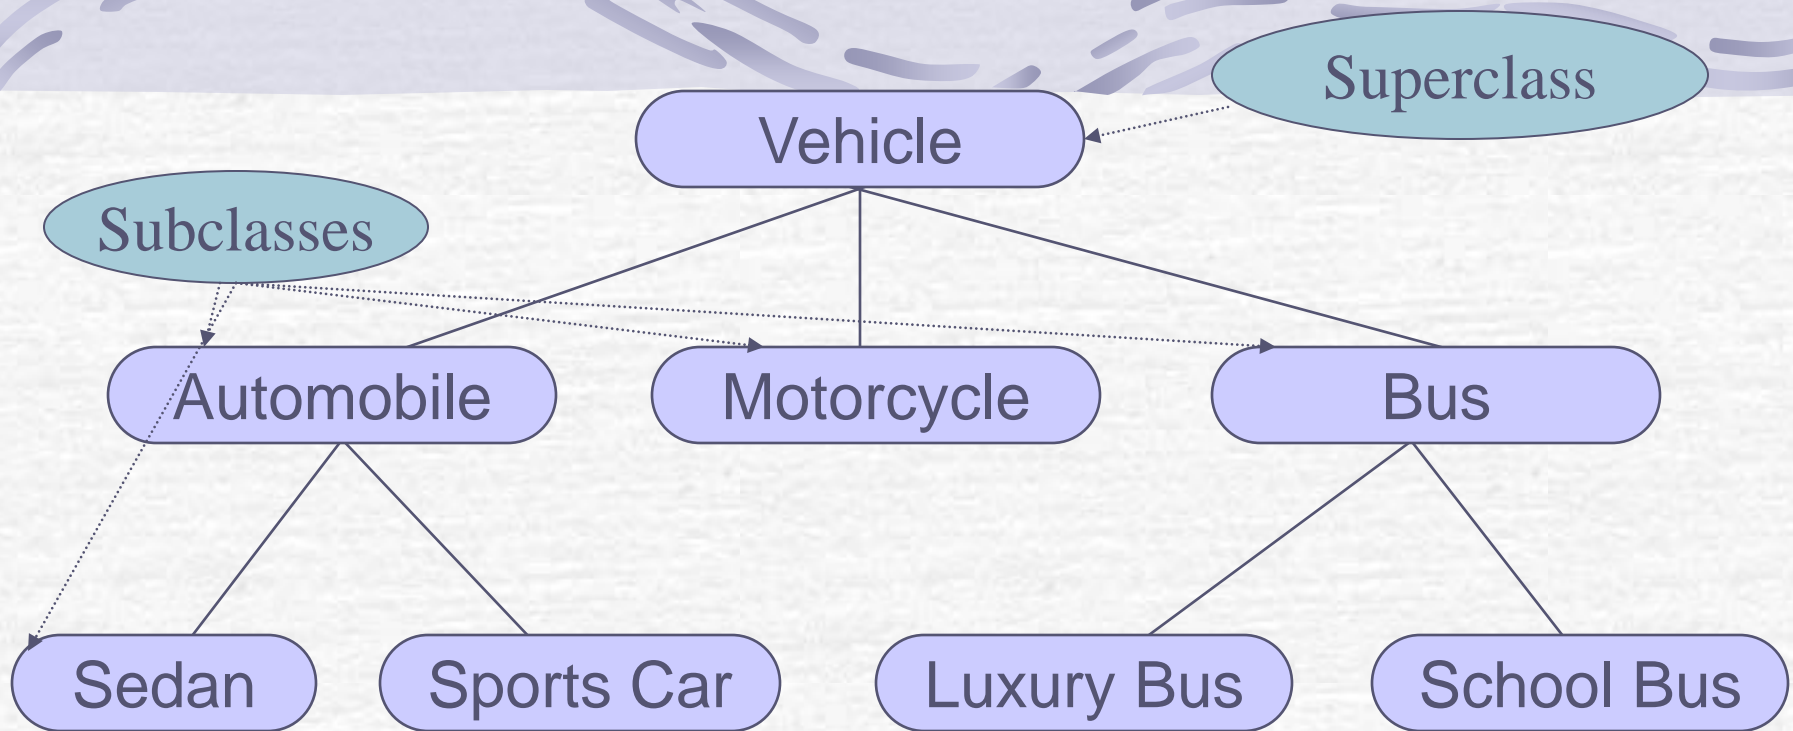 Superclass
Vehicle
Subclasses
Automobile
Motorcycle
Bus
Sedan
Sports Car
Luxury Bus
School Bus